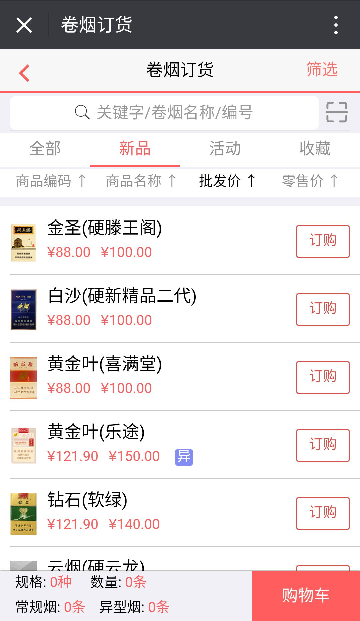 卷烟订货
卷烟订货
筛选
关键字/卷烟名称/编号
全部 新品 活动 收藏
商品编码↑ 商品名称↑ 批发价↑ 零售价↑
金圣(硬滕王阁)
¥88.00 ¥100.00
订购
白沙(硬新精品二代)
¥88.00 ¥100.00
订购
黄金叶(喜满堂)
¥88.00 ¥100.00
订购
黄金叶(乐途)
¥121.90 ¥150.00 异
订购
钻石(软绿)
¥121.90 ¥140.00
订购
云烟(硬云龙)
规格: 0种 数量: 0条
常规烟: 0条 异型烟: 0条
购物车